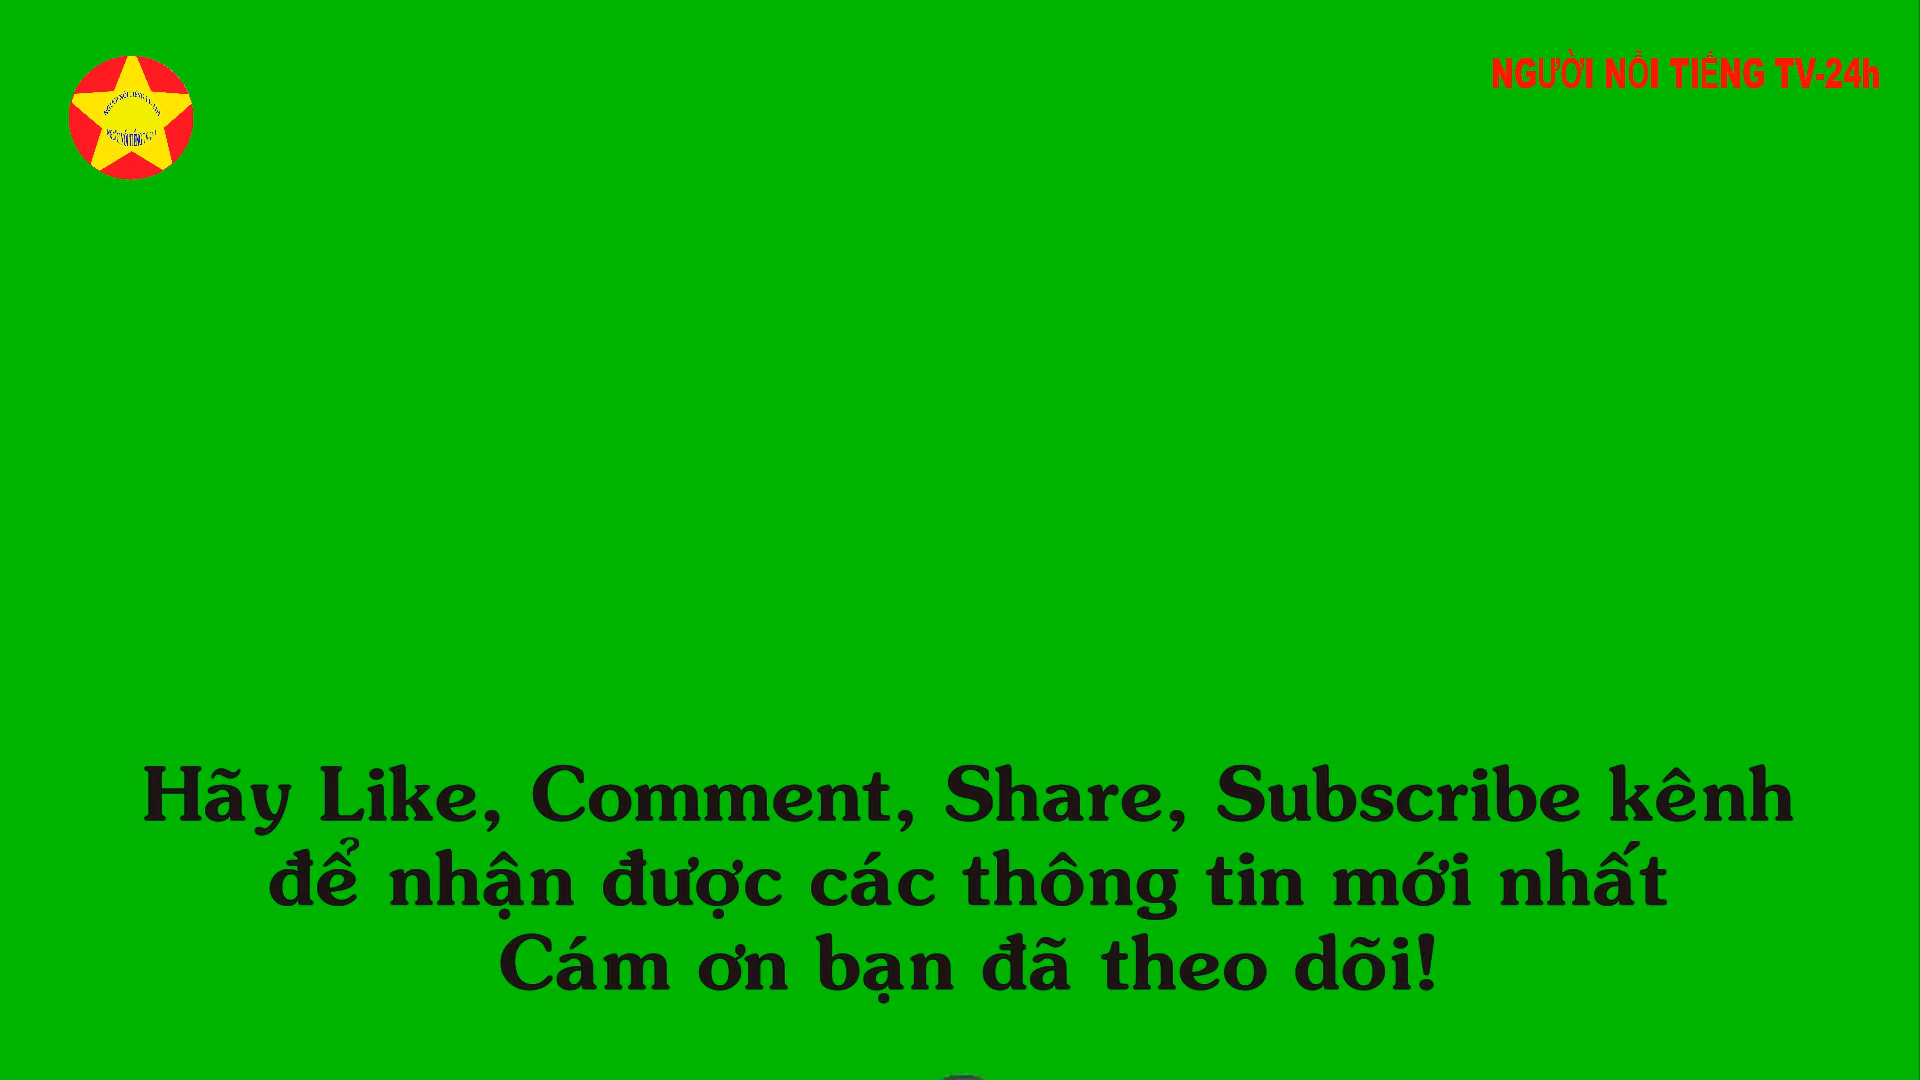 NGƯỜI NỔI TIẾNG TV-24h
Hãy Like, Comment, Share, Subscribe kênh
để nhận được các thông tin mới nhất
Cám ơn bạn đã theo dõi!